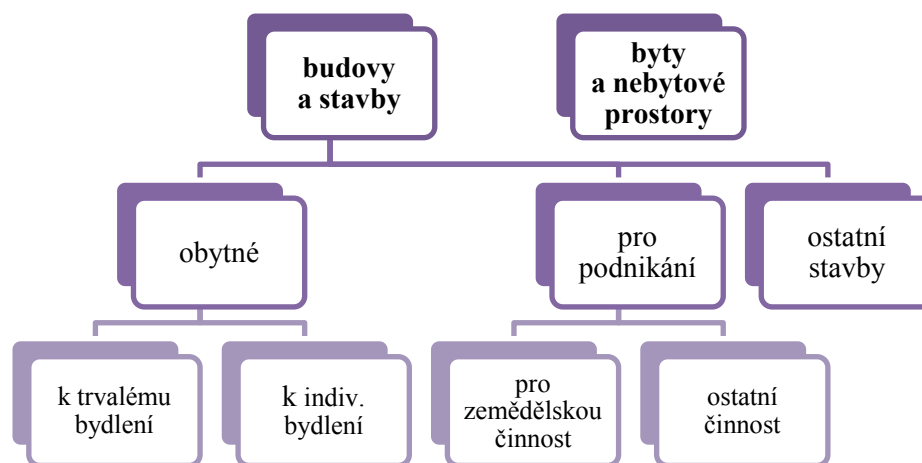 budovy
a stavby
byty
a nebytové
prostory
obytné
pro
podnikání
ostatní
stavby
k trvalému
bydlení
k indiv.
bydlení
pro
zemědělskou
činnost
ostatní
činnost